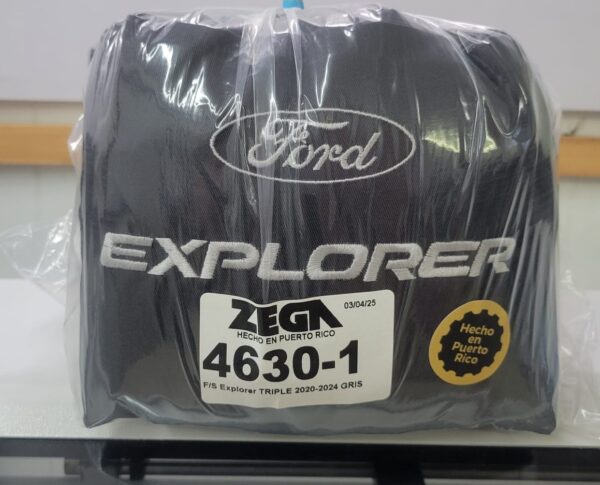 Ford
EXPLORER
ZEGA
03/04/25
HECHO EN PUERTO RICO
4630-1
F/S Explorer TRIPLE 2020-2024 GRIS
Hecho
en
Puerto
Rico